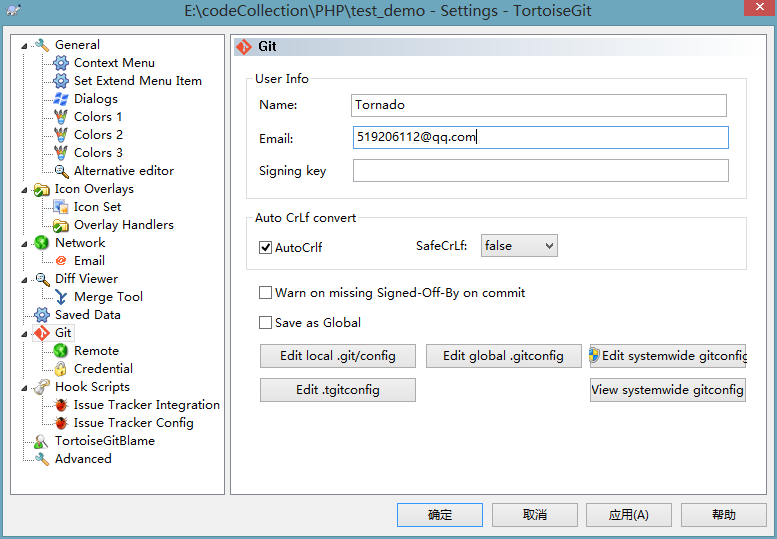 E:\codeCollection\PHP\test_demo - Settings - TortoiseGit
General
Context Menu
Set Extend Menu Item
Dialogs
Colors 1
Colors 2
Colors 3
Alternative editor
Icon Overlays
Icon Set
Overlay Handlers
Network
Email
Diff Viewer
Merge Tool
Saved Data
Git
Remote
Credential
Hook Scripts
Issue Tracker Integration
Issue Tracker Config
TortoiseGitBlame
Advanced
Git
User Info
Name: Tornado
Email: 519206112@qq.com
Signing key
Auto CrLf convert
AutoCrlf SafeCrLf: false
Warn on missing Signed-Off-By on commit
Save as Global
Edit local .git/config Edit global .gitconfig Edit systemwide gitconfig
Edit .tgitconfig View systemwide gitconfig
确定 取消 应用(A) 帮助